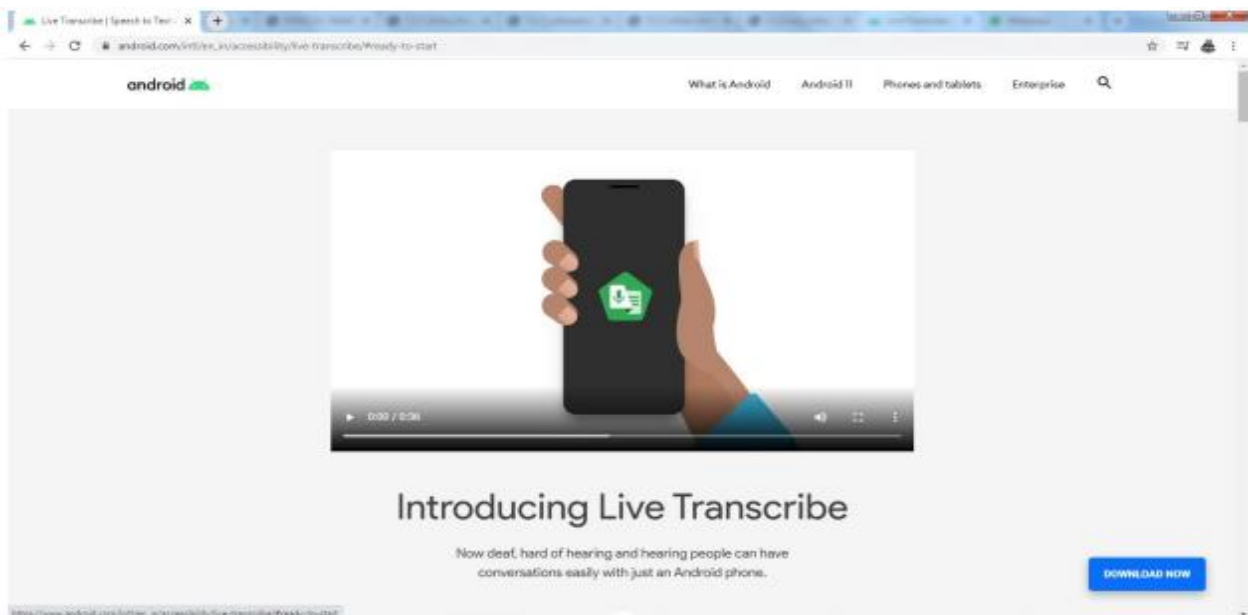 Live Transcribe | Speech to Text
android.com/intl/en_in/accessibility/live-transcribe/#ready-to-start
android
What is Android
Android 11
Phones and tablets
Enterprise
0:00 / 0:36
Introducing Live Transcribe
Now deaf, hard of hearing and hearing people can have
conversations easily with just an Android phone.
DOWNLOAD NOW